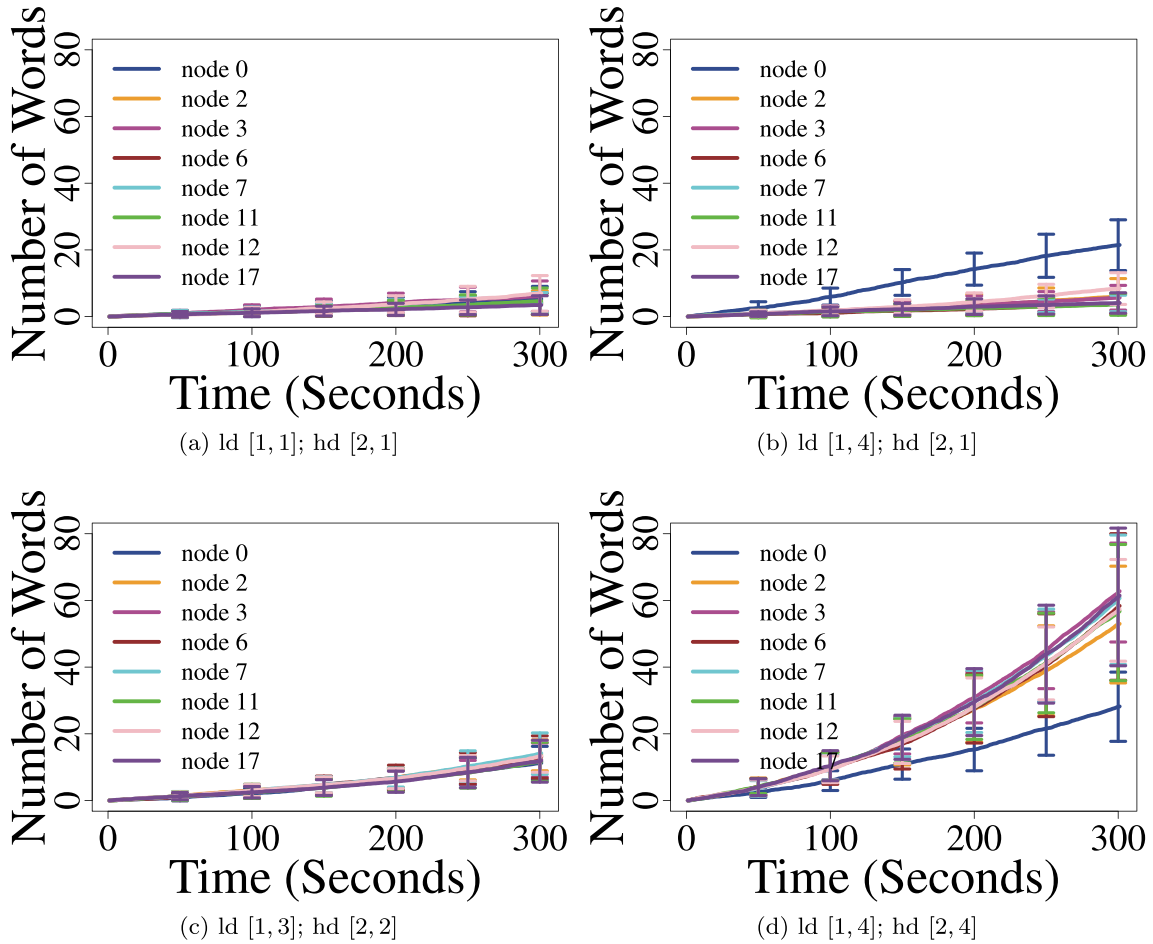 Number of Words
80
60
40
20
0
node 0
node 2
node 3
node 6
node 7
node 11
node 12
node 17
0 100 200 300
Time (Seconds)
(a) ld [1, 1]; hd [2, 1]
Number of Words
80
60
40
20
0
node 0
node 2
node 3
node 6
node 7
node 11
node 12
node 17
0 100 200 300
Time (Seconds)
(b) ld [1, 4]; hd [2, 1]
Number of Words
80
60
40
20
0
node 0
node 2
node 3
node 6
node 7
node 11
node 12
node 17
0 100 200 300
Time (Seconds)
(c) ld [1, 3]; hd [2, 2]
Number of Words
80
60
40
20
0
node 0
node 2
node 3
node 6
node 7
node 11
node 12
node 17
0 100 200 300
Time (Seconds)
(d) ld [1, 4]; hd [2, 4]